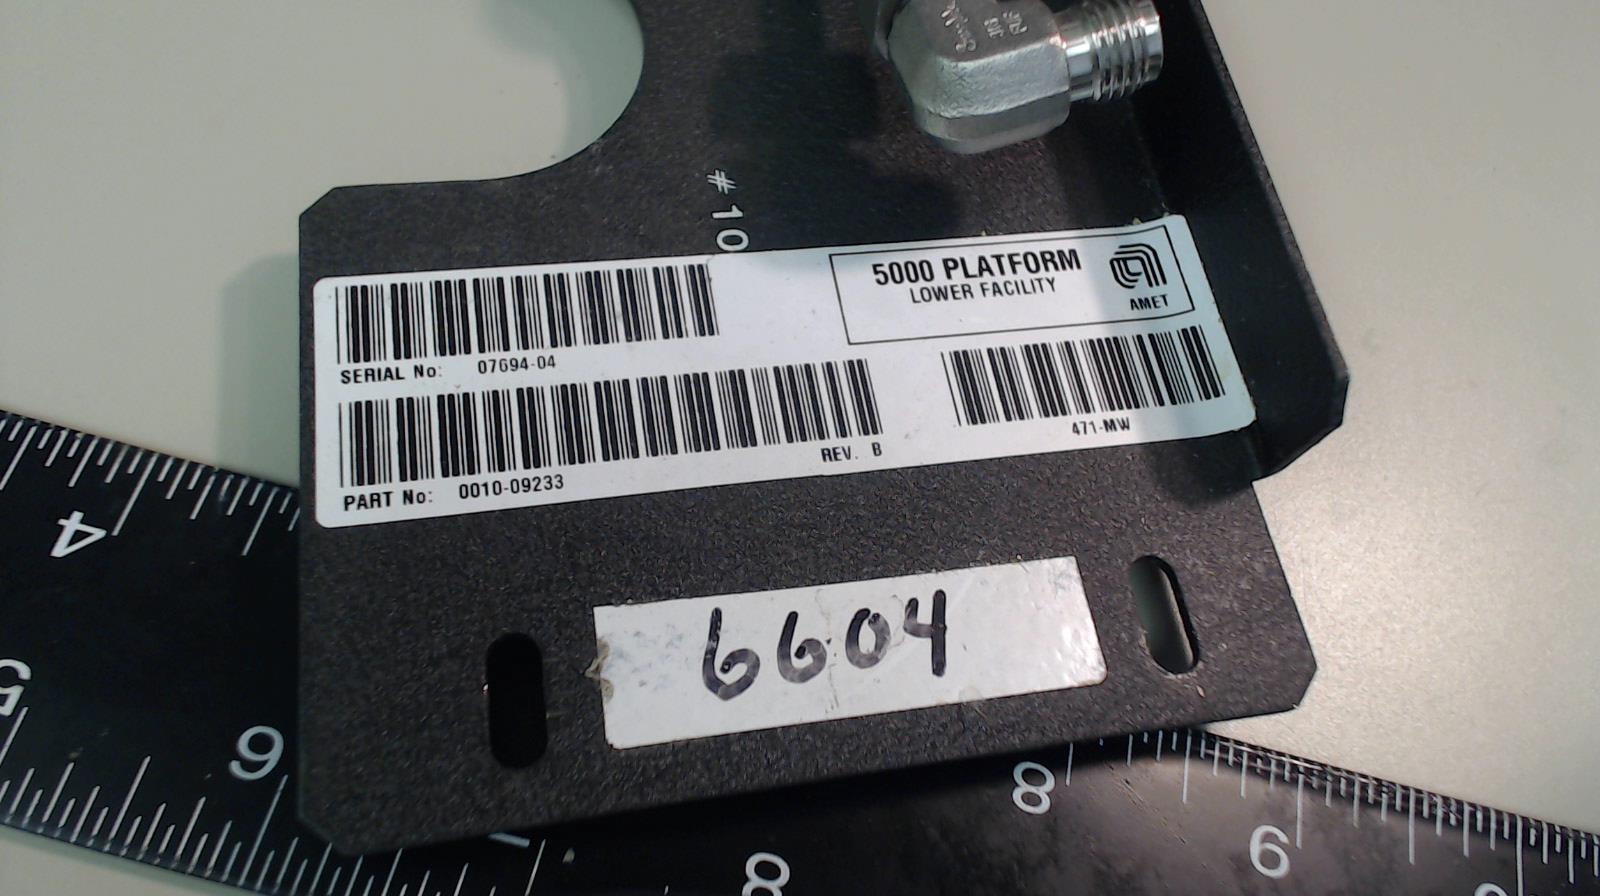 316
#10
5000 PLATFORM
LOWER FACILITY
AMET
SERIAL No: 07694-04
471-MW
REV. B
PART No: 0010-09233
6604
4
5
6
8
8
9